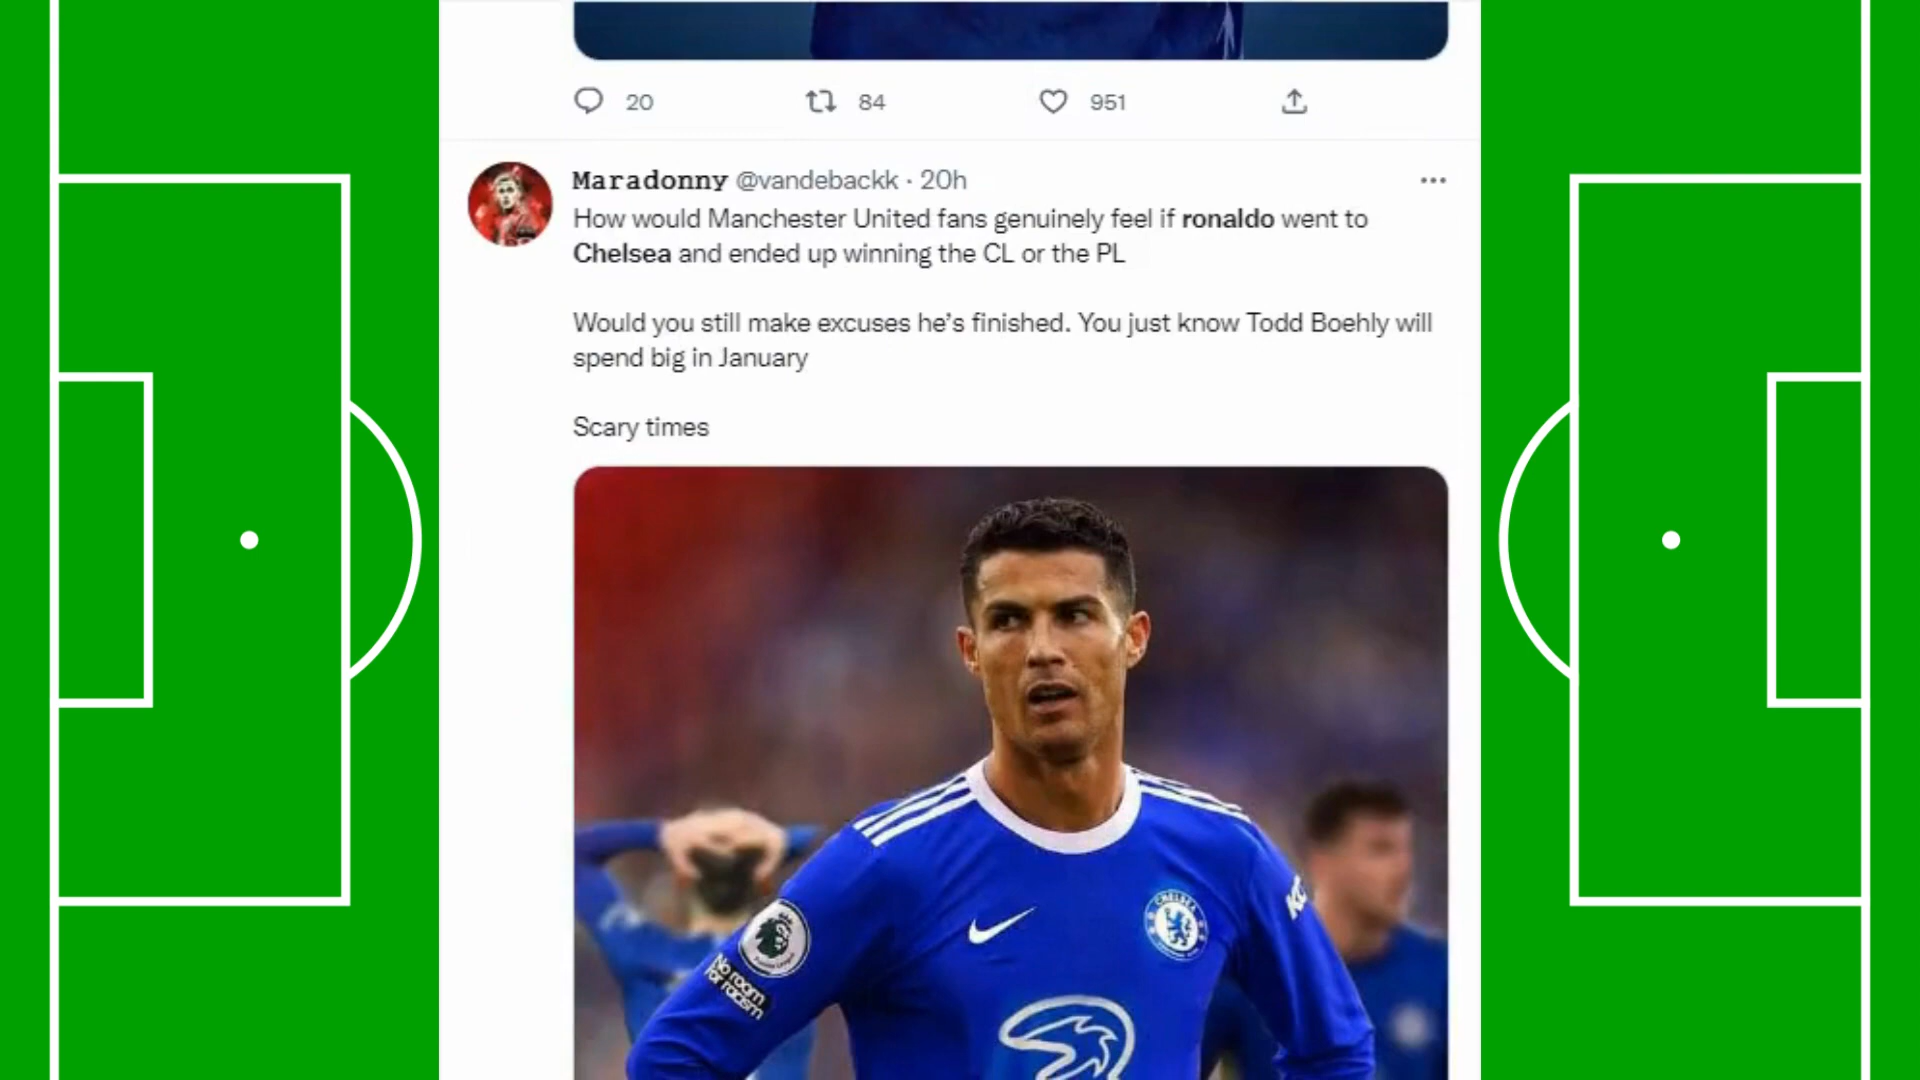 20 84 951
Maradonny @vandebackk · 20h
How would Manchester United fans genuinely feel if ronaldo went to
Chelsea and ended up winning the CL or the PL
Would you still make excuses he’s finished. You just know Todd Boehly will
spend big in January
Scary times
CHELSEA
No room
for racism